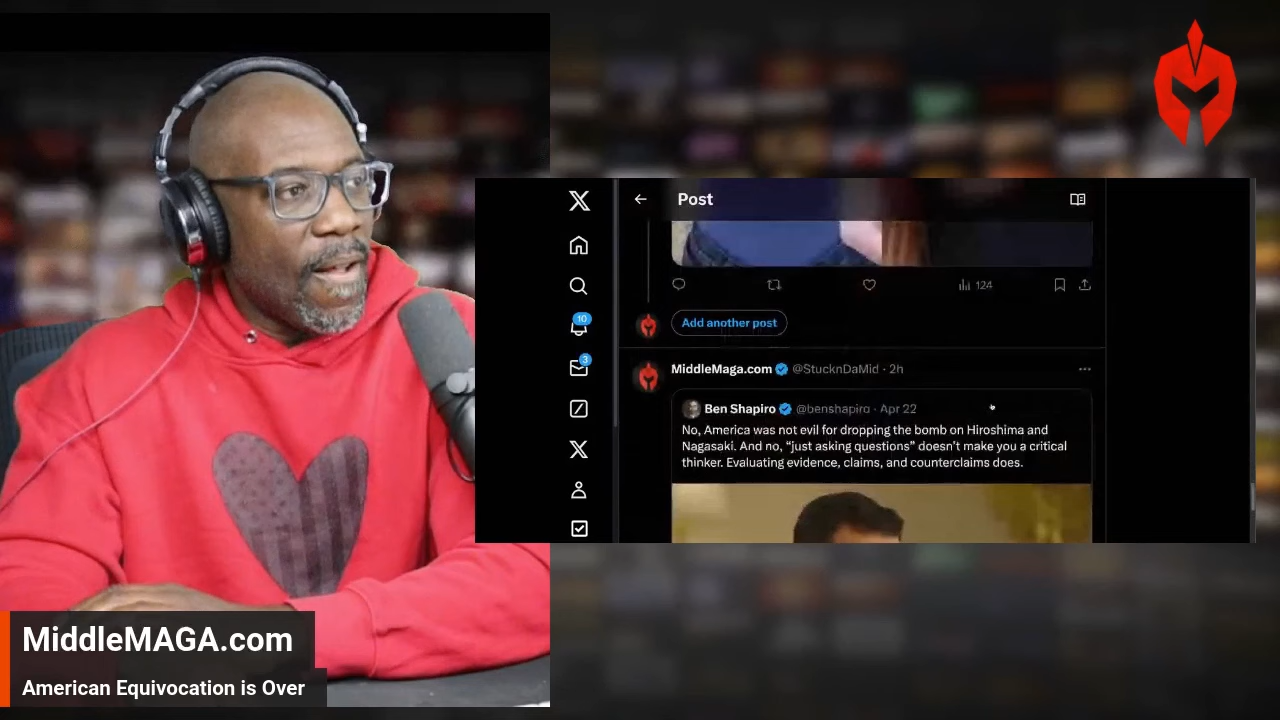 Post
124
Add another post
10
3
MiddleMaga.com @StucknDaMid · 2h
Ben Shapiro @benshapiro · Apr 22
No, America was not evil for dropping the bomb on Hiroshima and
Nagasaki. And no, “just asking questions” doesn’t make you a critical
thinker. Evaluating evidence, claims, and counterclaims does.
MiddleMAGA.com
American Equivocation is Over